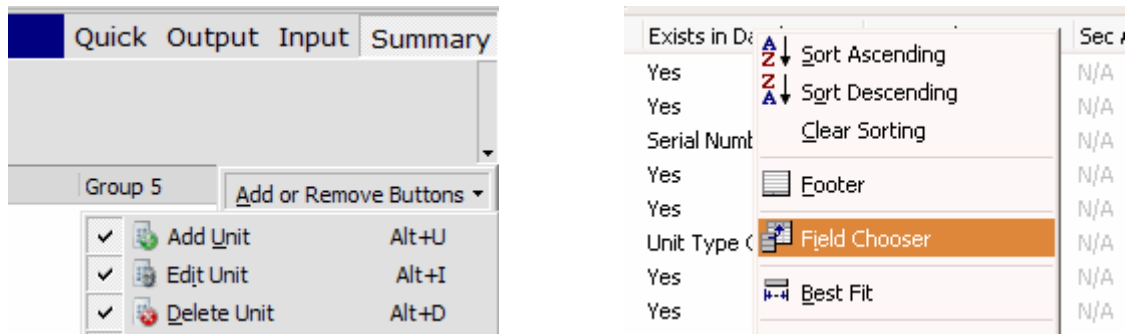 Quick Output Input Summary
Group 5 Add or Remove Buttons
Add Unit Alt+U
Edit Unit Alt+I
Delete Unit Alt+D
Exists in Da Sec A
Yes Sort Ascending N/A
Yes Sort Descending N/A
Serial Numb Clear Sorting N/A
Yes Footer N/A
Yes N/A
Unit Type Field Chooser N/A
Yes Best Fit N/A
Yes N/A